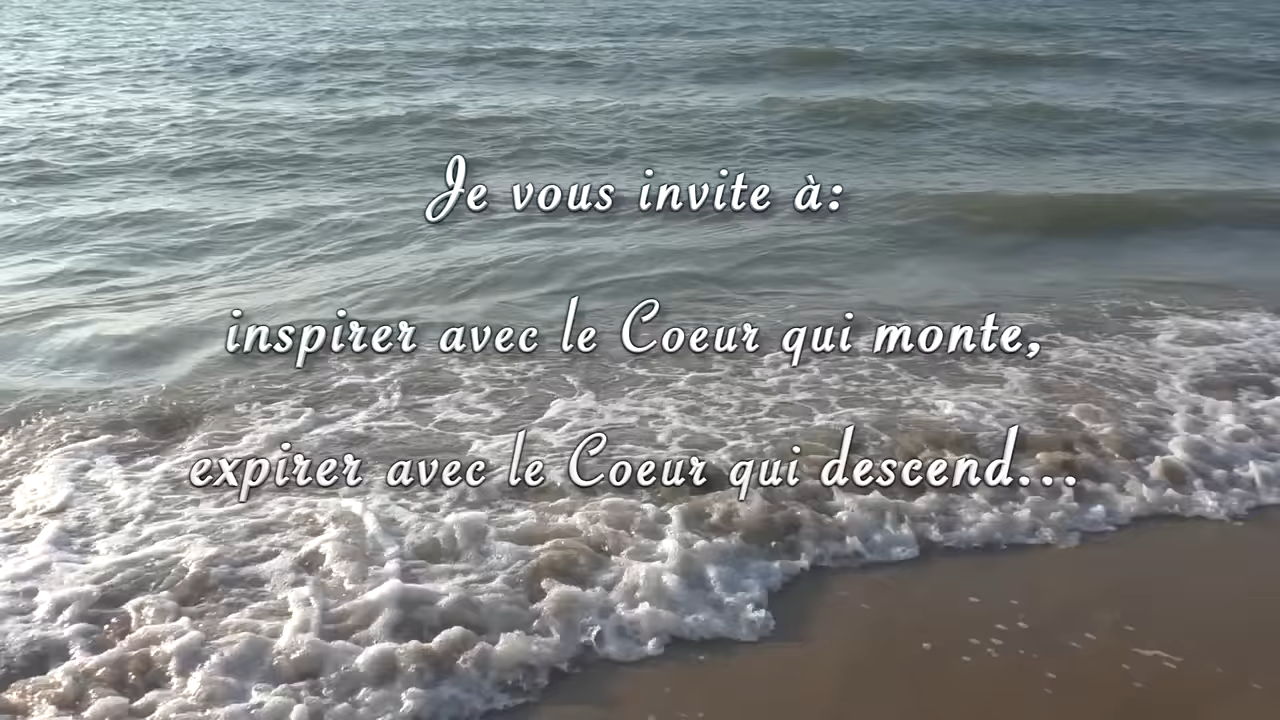 Je vous invite à:
inspirer avec le Coeur qui monte,
expirer avec le Coeur qui descend...